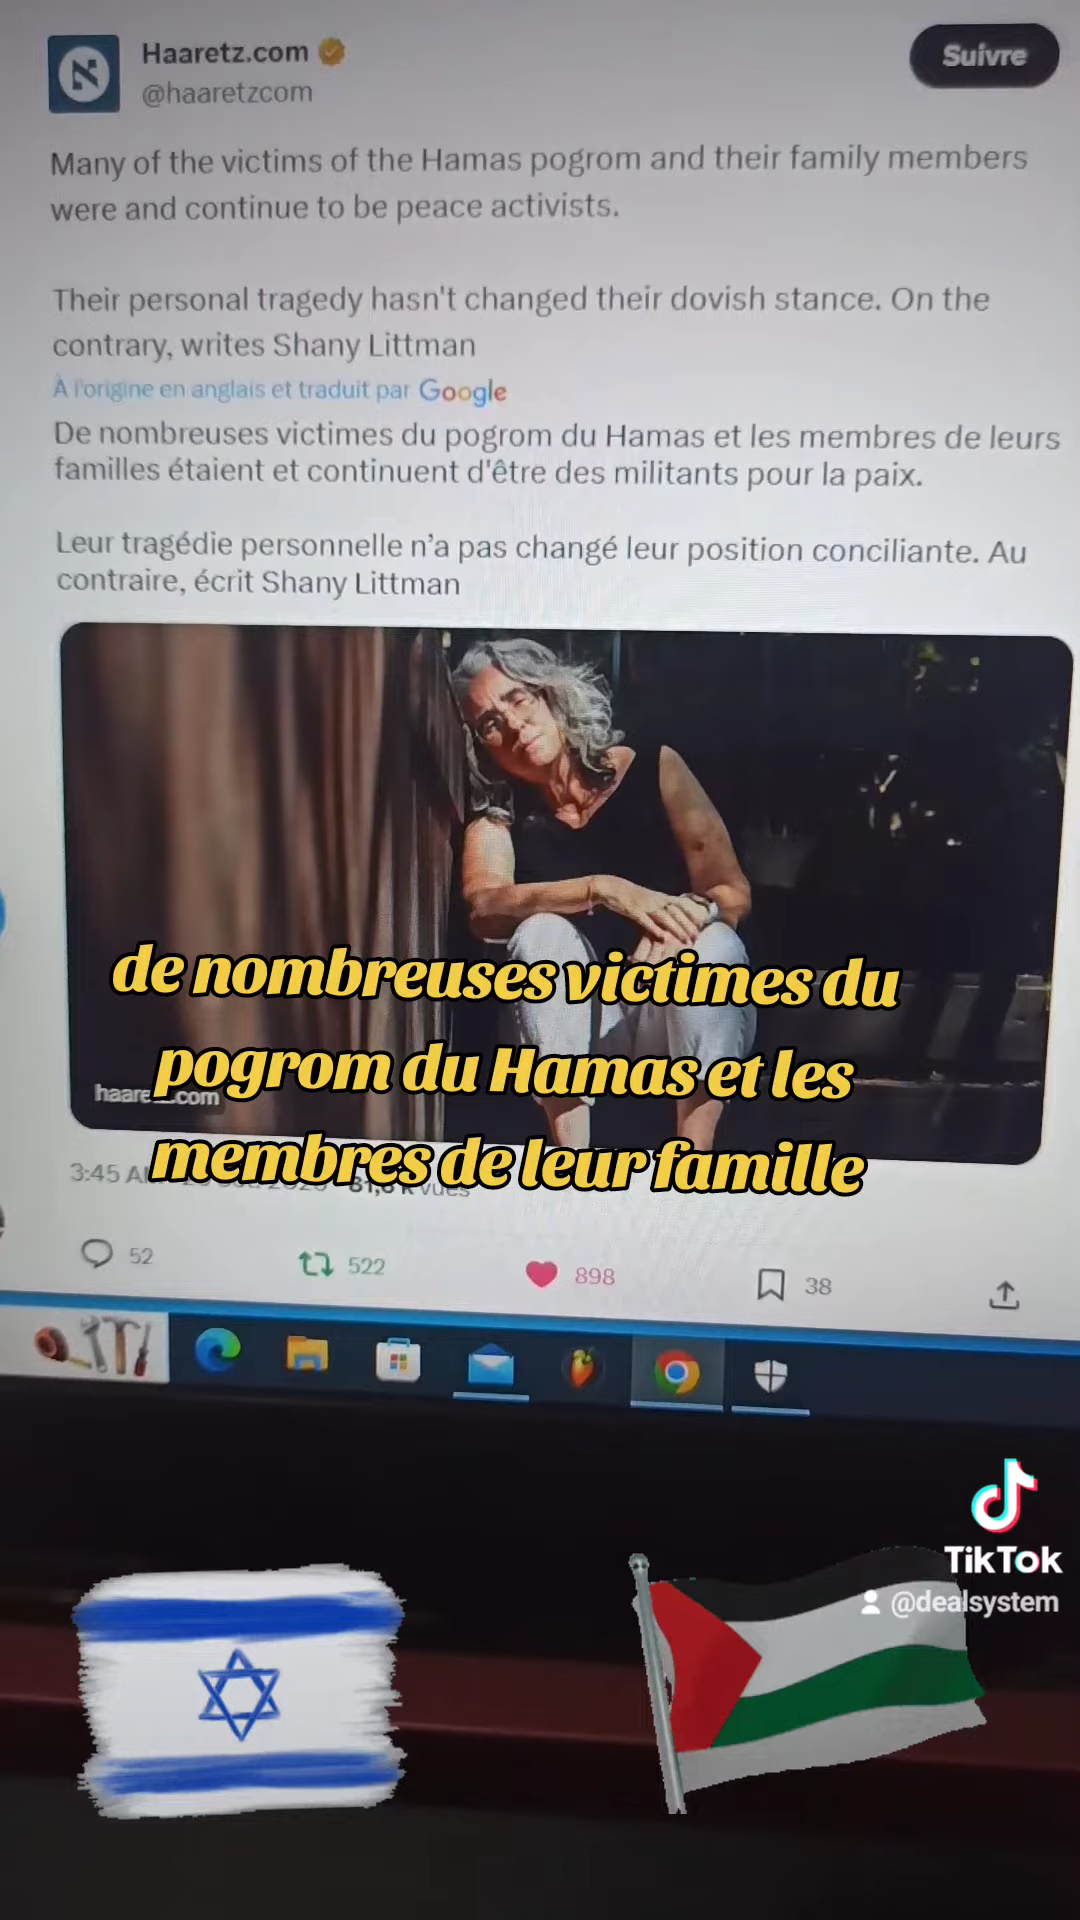 Haaretz.com
@haaretzcom
Suivre
Many of the victims of the Hamas pogrom and their family members
were and continue to be peace activists.
Their personal tragedy hasn't changed their dovish stance. On the
contrary, writes Shany Littman
À l'origine en anglais et traduit par Google
De nombreuses victimes du pogrom du Hamas et les membres de leurs
familles étaient et continuent d'être des militants pour la paix.
Leur tragédie personnelle n'a pas changé leur position conciliante. Au
contraire, écrit Shany Littman
de nombreuses victimes du
pogrom du Hamas et les
membres de leur famille
3:45
vues
52
522
898
38
TikTok
@dealsystem